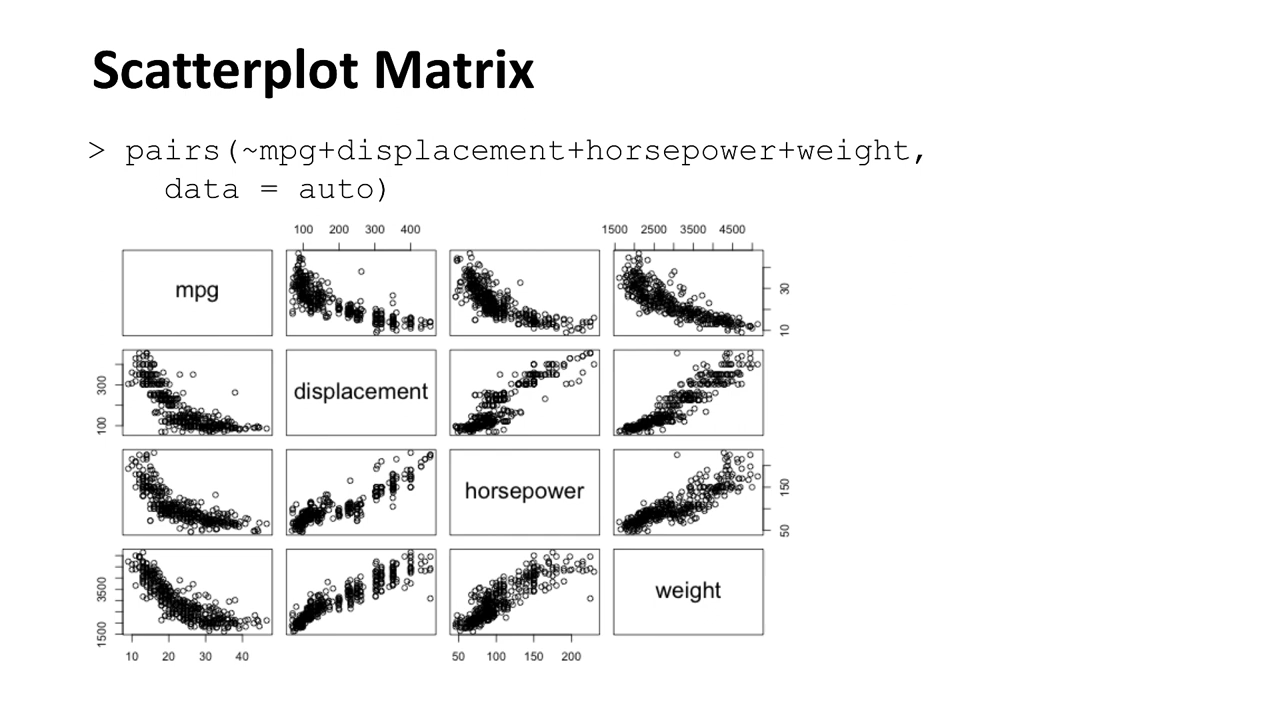 Scatterplot Matrix
> pairs(~mpg+displacement+horsepower+weight,
data = auto)
100 200 300 400
1500 2500 3500 4500
mpg
30
10
300
100
displacement
horsepower
150
50
3500
1500
weight
10 20 30 40
50 100 150 200